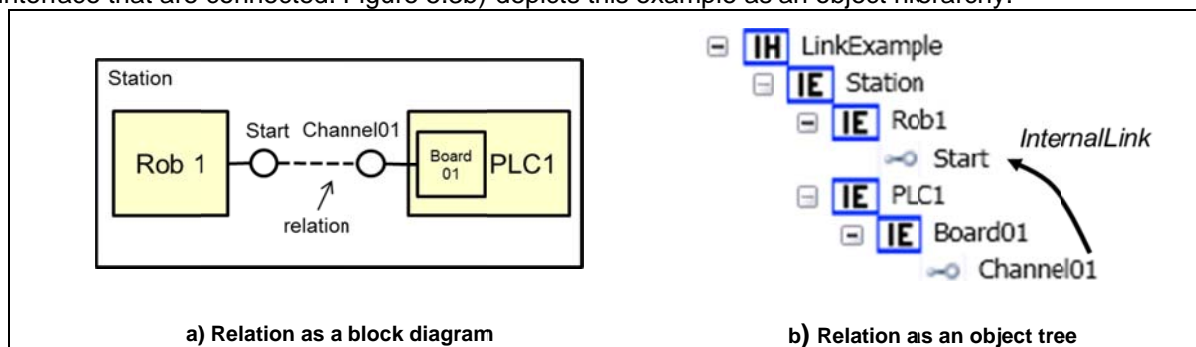 interface that are connected. Figure 3.8b) depicts this example as an object hierarchy.
Station
Rob 1
Start
Channel01
Board
01
PLC1
relation
a) Relation as a block diagram
IH LinkExample
IE Station
IE Rob1
Start
InternalLink
IE PLC1
IE Board01
Channel01
b) Relation as an object tree